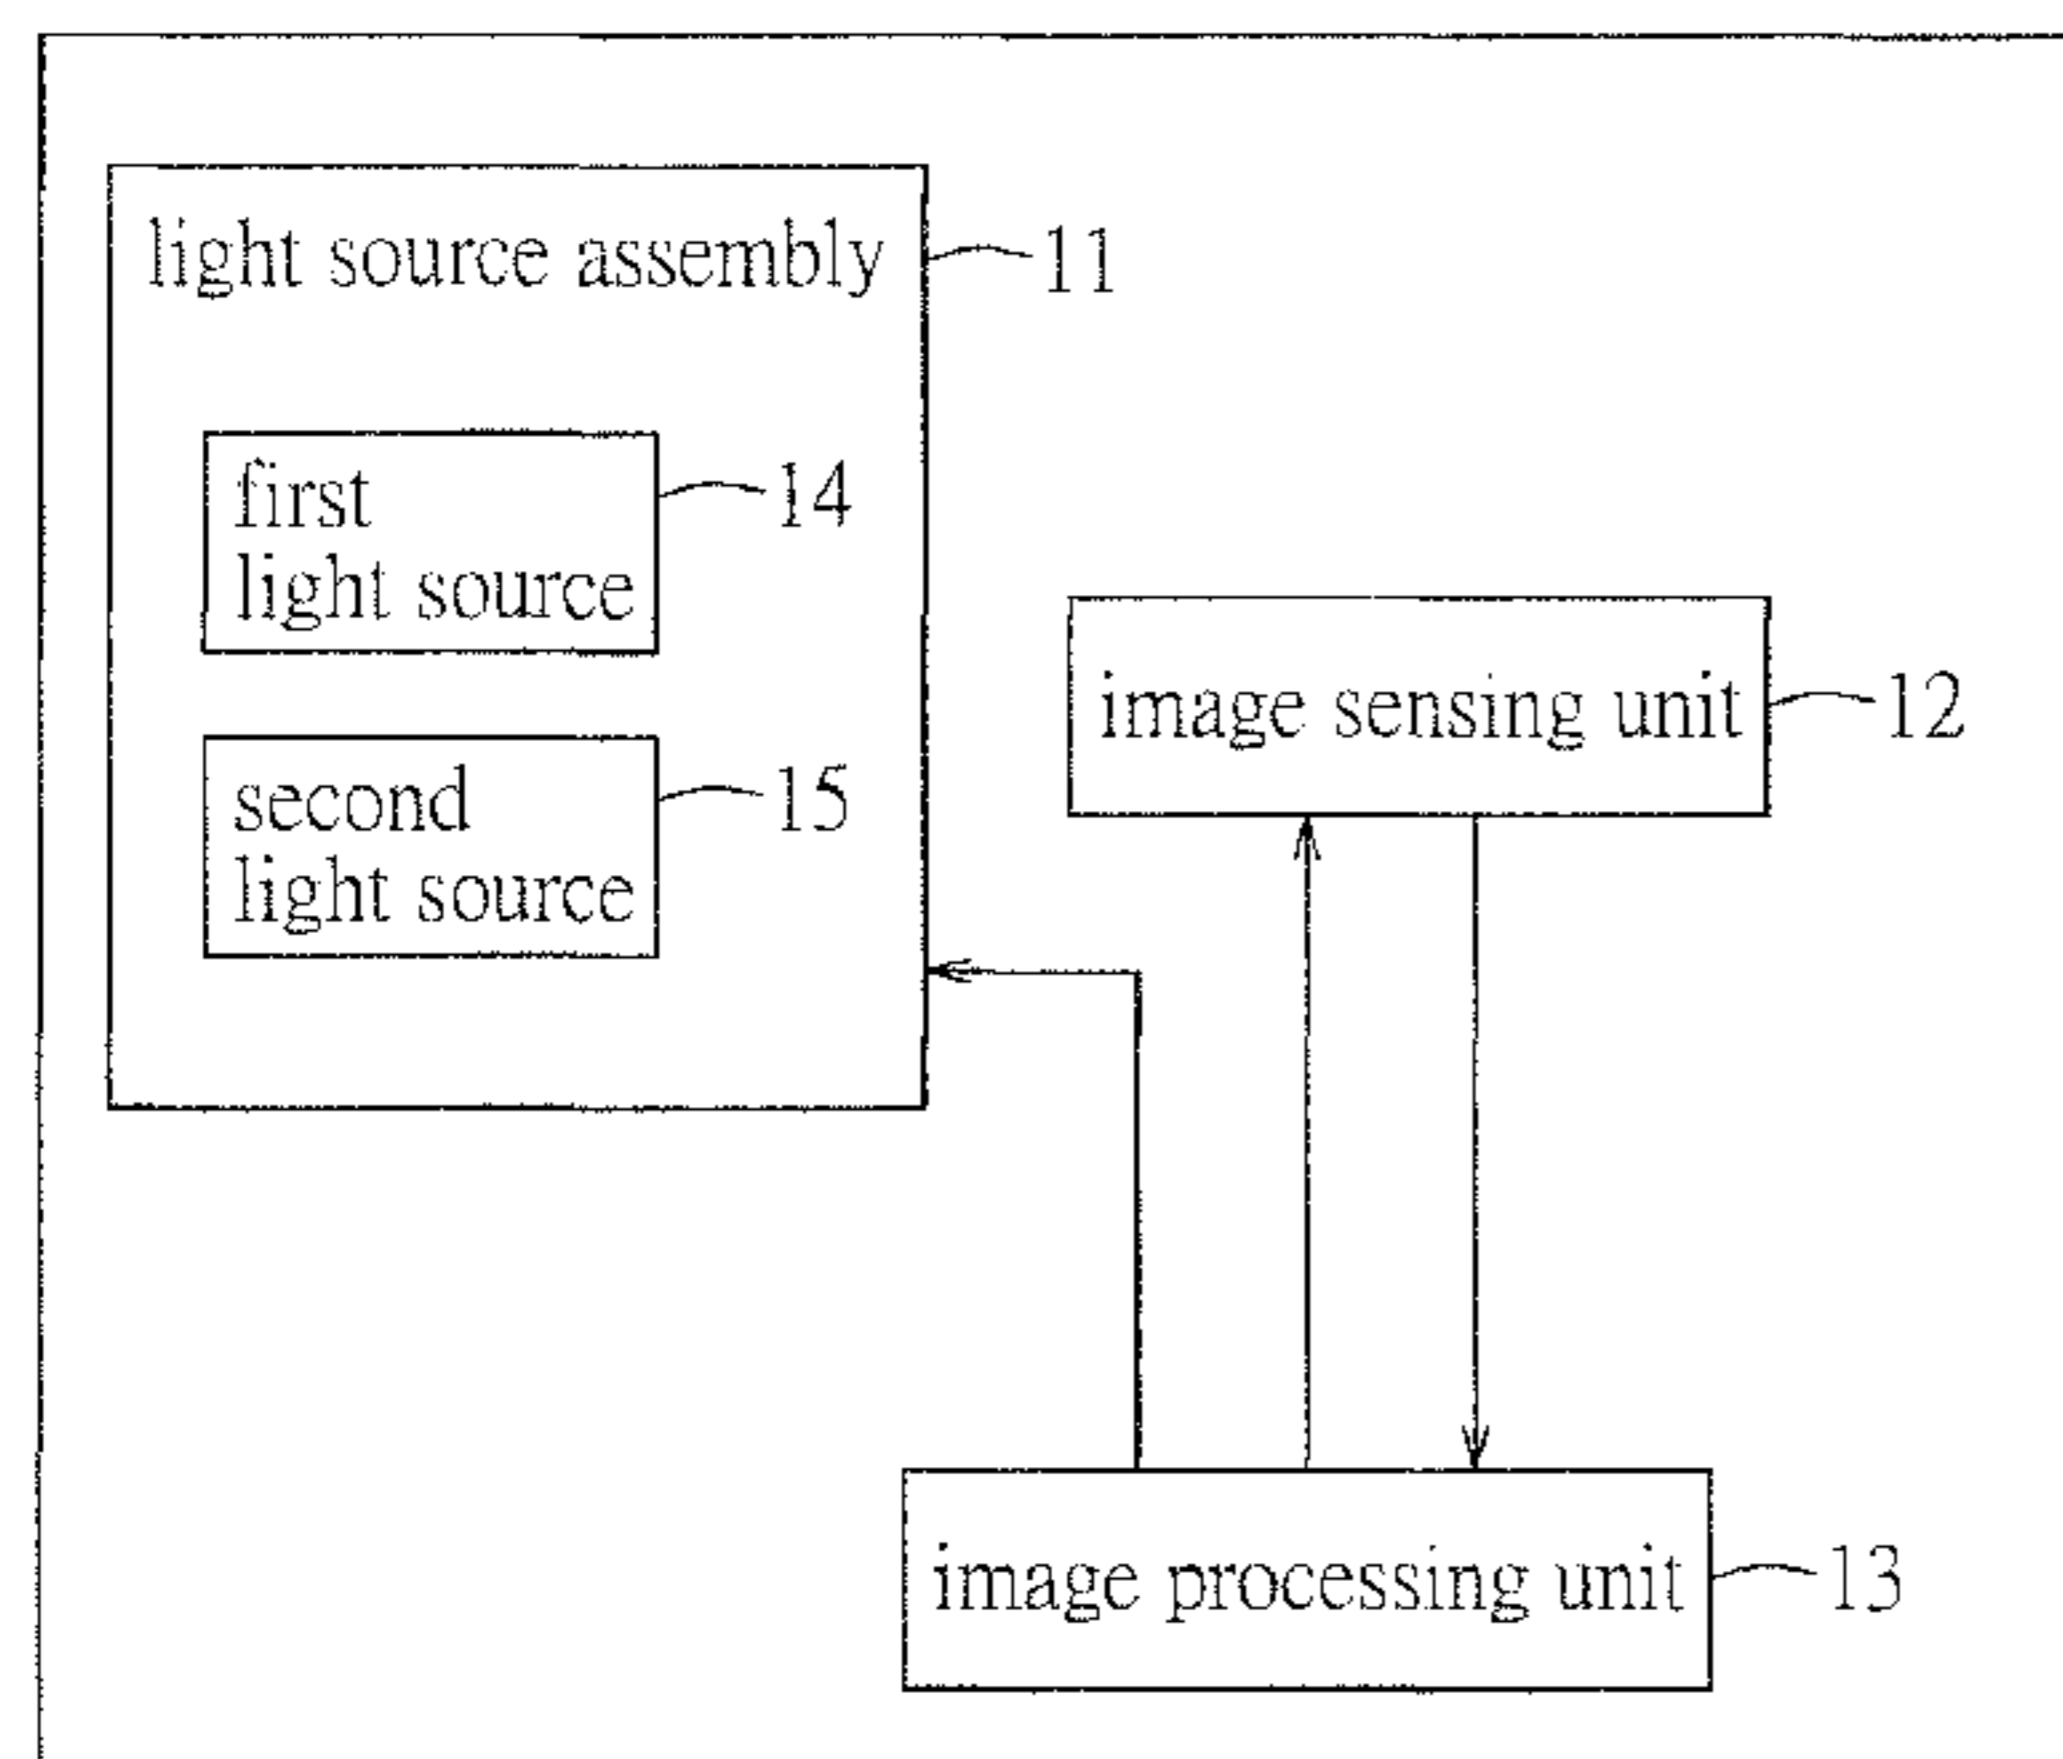 light source assembly 11
first 14
light source
image sensing unit 12
second 15
light source
image processing unit 13